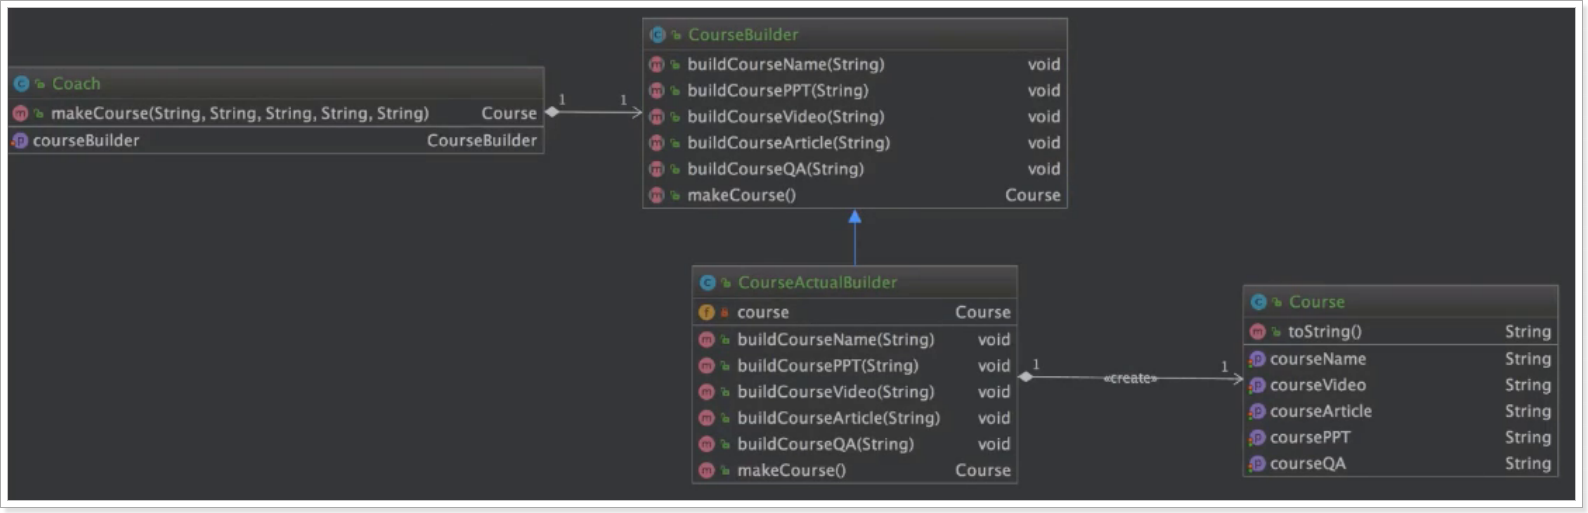 Coach
makeCourse(String, String, String, String, String) Course
courseBuilder CourseBuilder
1 1
CourseBuilder
buildCourseName(String) void
buildCoursePPT(String) void
buildCourseVideo(String) void
buildCourseArticle(String) void
buildCourseQA(String) void
makeCourse() Course
CourseActualBuilder
course Course
buildCourseName(String) void
buildCoursePPT(String) void
buildCourseVideo(String) void
buildCourseArticle(String) void
buildCourseQA(String) void
makeCourse() Course
1 «create» 1
Course
toString() String
courseName String
courseVideo String
courseArticle String
coursePPT String
courseQA String